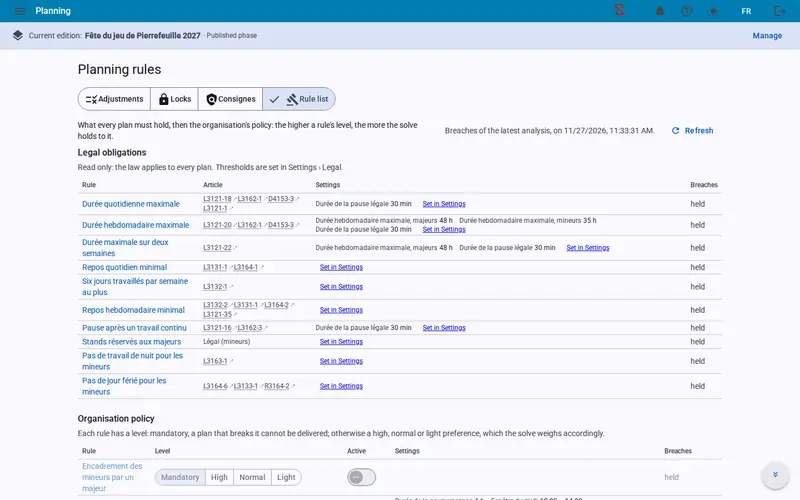 Planning
FR
Current edition: Fête du jeu de Pierrefeuille 2027 · Published phase
Manage
Planning rules
Adjustments
Locks
Consignes
Rule list
What every plan must hold, then the organisation's policy: the higher a rule's level, the more the solve
holds to it.
Breaches of the latest analysis, on 11/27/2026, 11:33:31 AM.
Refresh
Legal obligations
Read only: the law applies to every plan. Thresholds are set in Settings › Legal.
Rule Article Settings Breaches
Durée quotidienne maximale L3121-18 L3162-1 D4153-3 L3121-1 Durée de la pause légale 30 min Set in Settings held
Durée hebdomadaire maximale L3121-20 L3162-1 D4153-3 Durée hebdomadaire maximale, majeurs 48 h Durée hebdomadaire maximale, mineurs 35 h
Durée de la pause légale 30 min Set in Settings held
Durée maximale sur deux
semaines L3121-22 Durée hebdomadaire maximale, majeurs 48 h Durée de la pause légale 30 min Set in Settings held
Repos quotidien minimal L3131-1 L3164-1 Set in Settings held
Six jours travaillés par semaine
au plus L3132-1 Set in Settings held
Repos hebdomadaire minimal L3132-2 L3131-1 L3164-2 L3121-35 Set in Settings held
Pause après un travail continu L3121-16 L3162-3 Durée de la pause légale 30 min Set in Settings held
Stands réservés aux majeurs Légal (mineurs) Set in Settings held
Pas de travail de nuit pour les
mineurs L3163-1 Set in Settings held
Pas de jour férié pour les
mineurs L3164-6 L3133-1 R3164-2 Set in Settings held
Organisation policy
Each rule has a level: mandatory, a plan that breaks it cannot be delivered; otherwise a high, normal or light preference, which the solve weighs accordingly.
Rule Level Active Settings Breaches
Encadrement des
mineurs par un
majeur Mandatory High Normal Light held